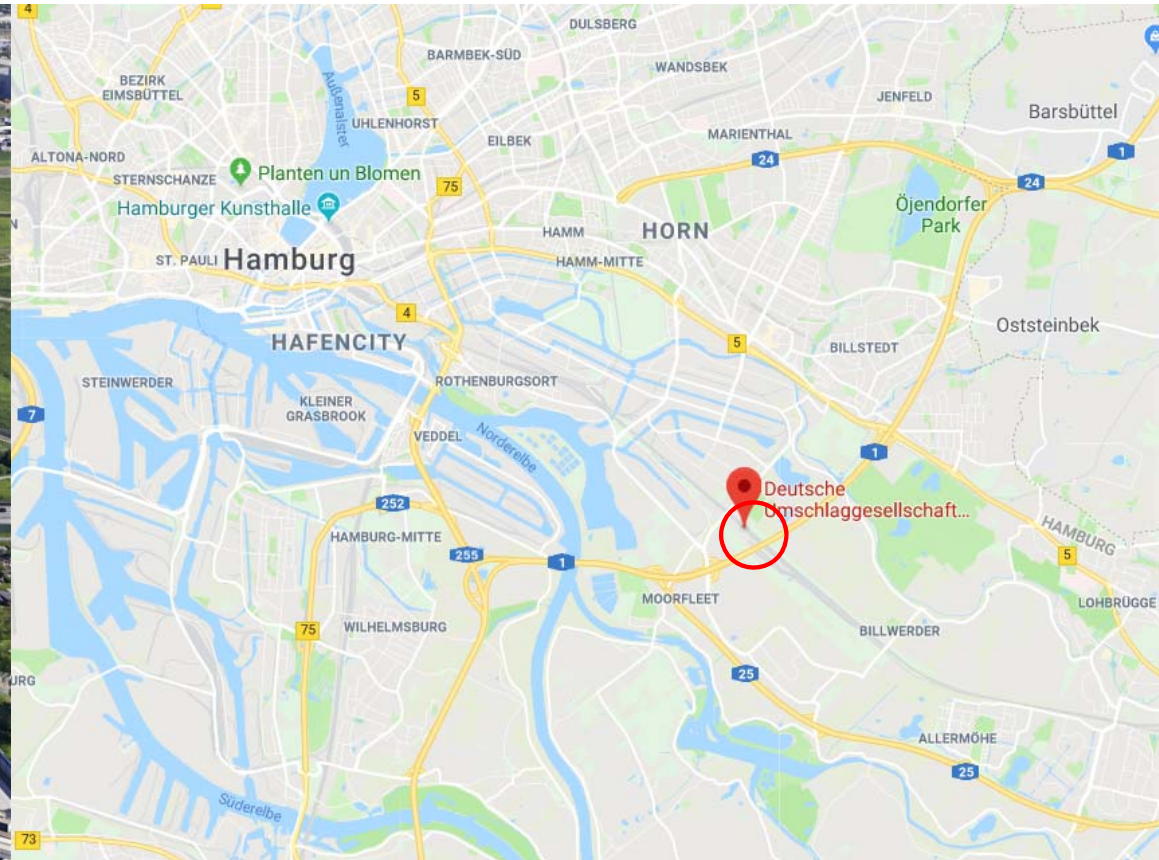 4
DULSBERG
BARMBEK-SÜD
WANDSBEK
BEZIRK
EIMSBÜTTEL
Außenalster
5
JENFELD
Barsbüttel
UHLENHORST
EILBEK
MARIENTHAL
1
ALTONA-NORD
24
STERNSCHANZE
Planten un Blomen
75
24
Hamburger Kunsthalle
Öjendorfer
Park
N
HAMM
HORN
ST. PAULI
Hamburg
HAMM-MITTE
4
HAFENCITY
5
BILLSTEDT
Oststeinbek
STEINWERDER
ROTHENBURGSORT
KLEINER
GRASBROOK
7
VEDDEL
Norderelbe
1
Deutsche
Umschlaggesellschaft...
252
HAMBURG-MITTE
HAMBURG
255
1
5
MOORFLEET
LOHBRÜGGE
75
WILHELMSBURG
BILLWERDER
25
URG
ALLERMÖHE
25
Süderelbe
73